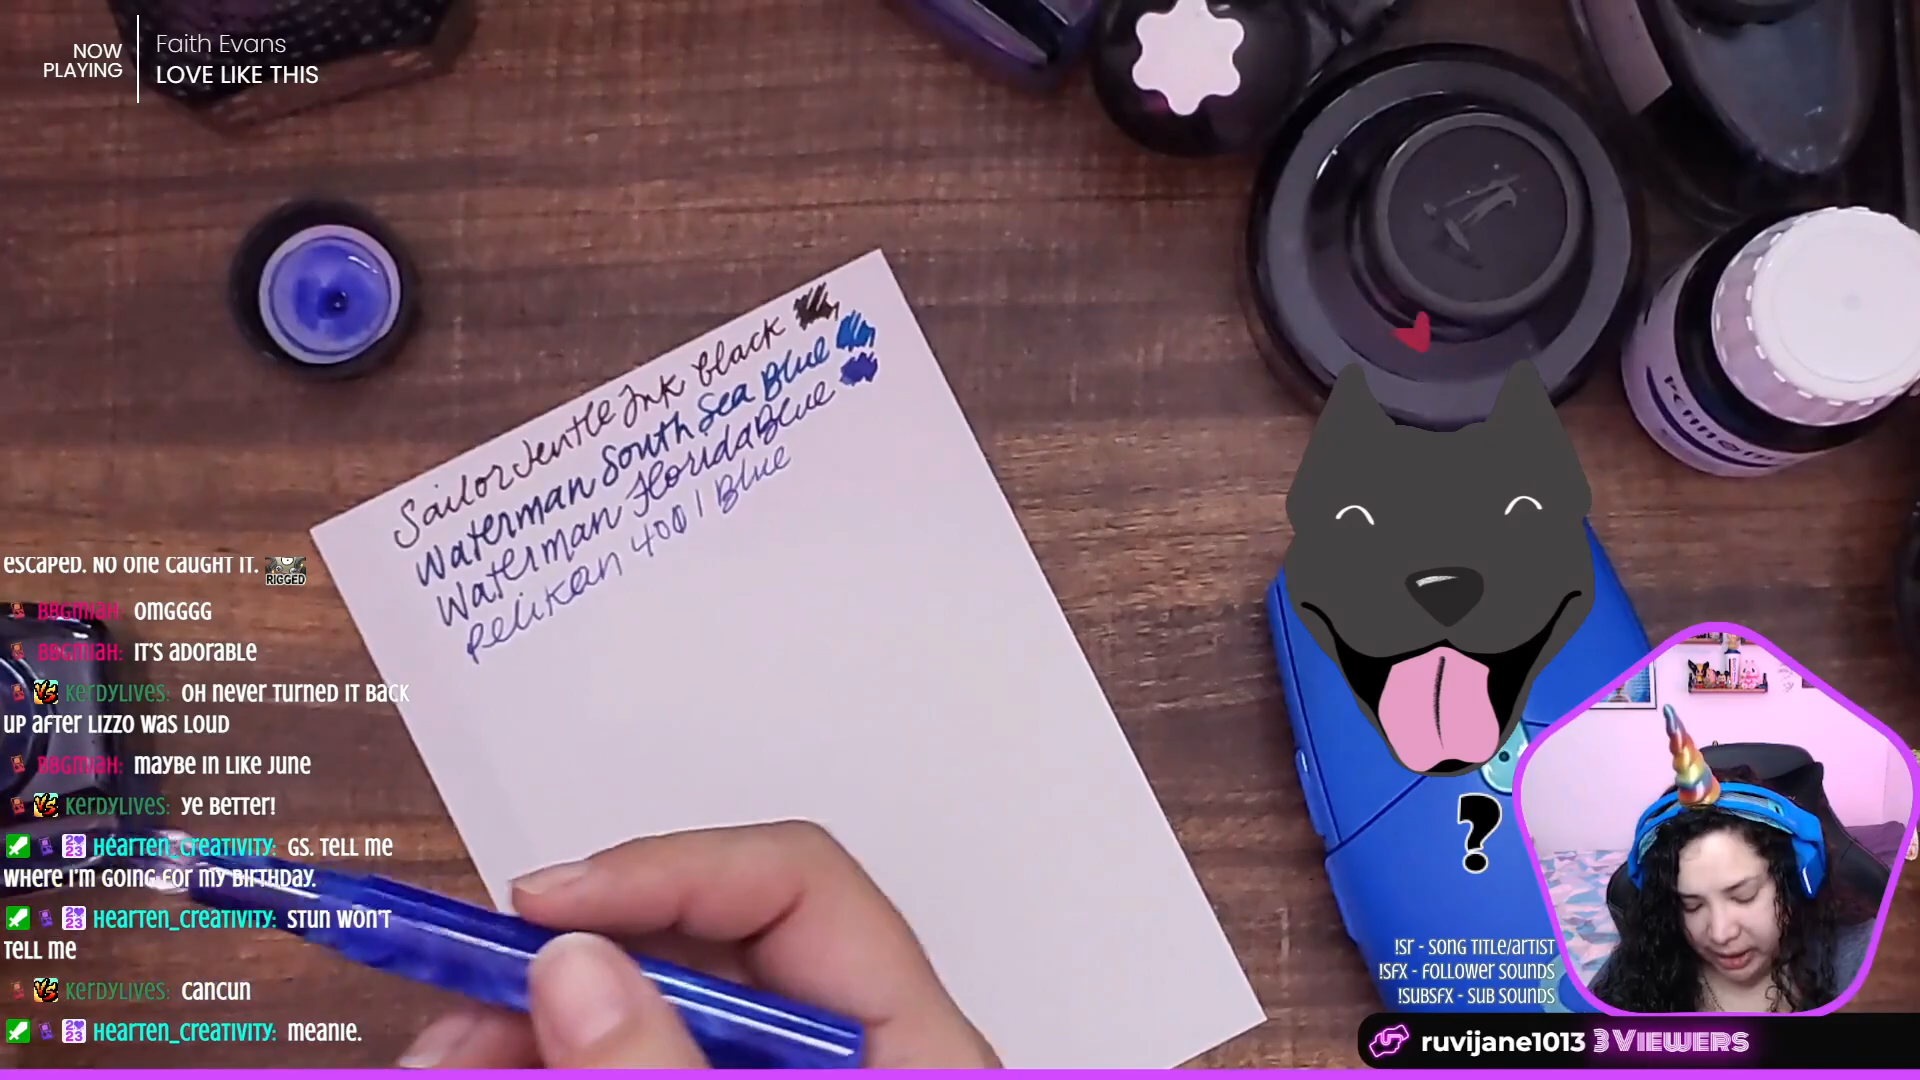 NOW PLAYING
Faith Evans
LOVE LIKE THIS
Sailor Jentle Ink black
Waterman South Sea Blue
Waterman Florida Blue
Pelikan 4001 Blue
escaped. No one caught it.
RIGGED
BBGMIAH: OMGGGG
BBGMIAH: IT'S ADORABLE
KerdyLives: OH never turned it back
up after Lizzo was loud
BBGMIAH: maybe in like June
KerdyLives: ye better!
Hearten_Creativity: GS. Tell me
where I'm going for my birthday.
Hearten_Creativity: Stun won't
tell me
KerdyLives: Cancun
Hearten_Creativity: meanie.
?
!sr - song title/artist
!sfx - follower sounds
!subsfx - sub sounds
ruvijane1013 3 Viewers